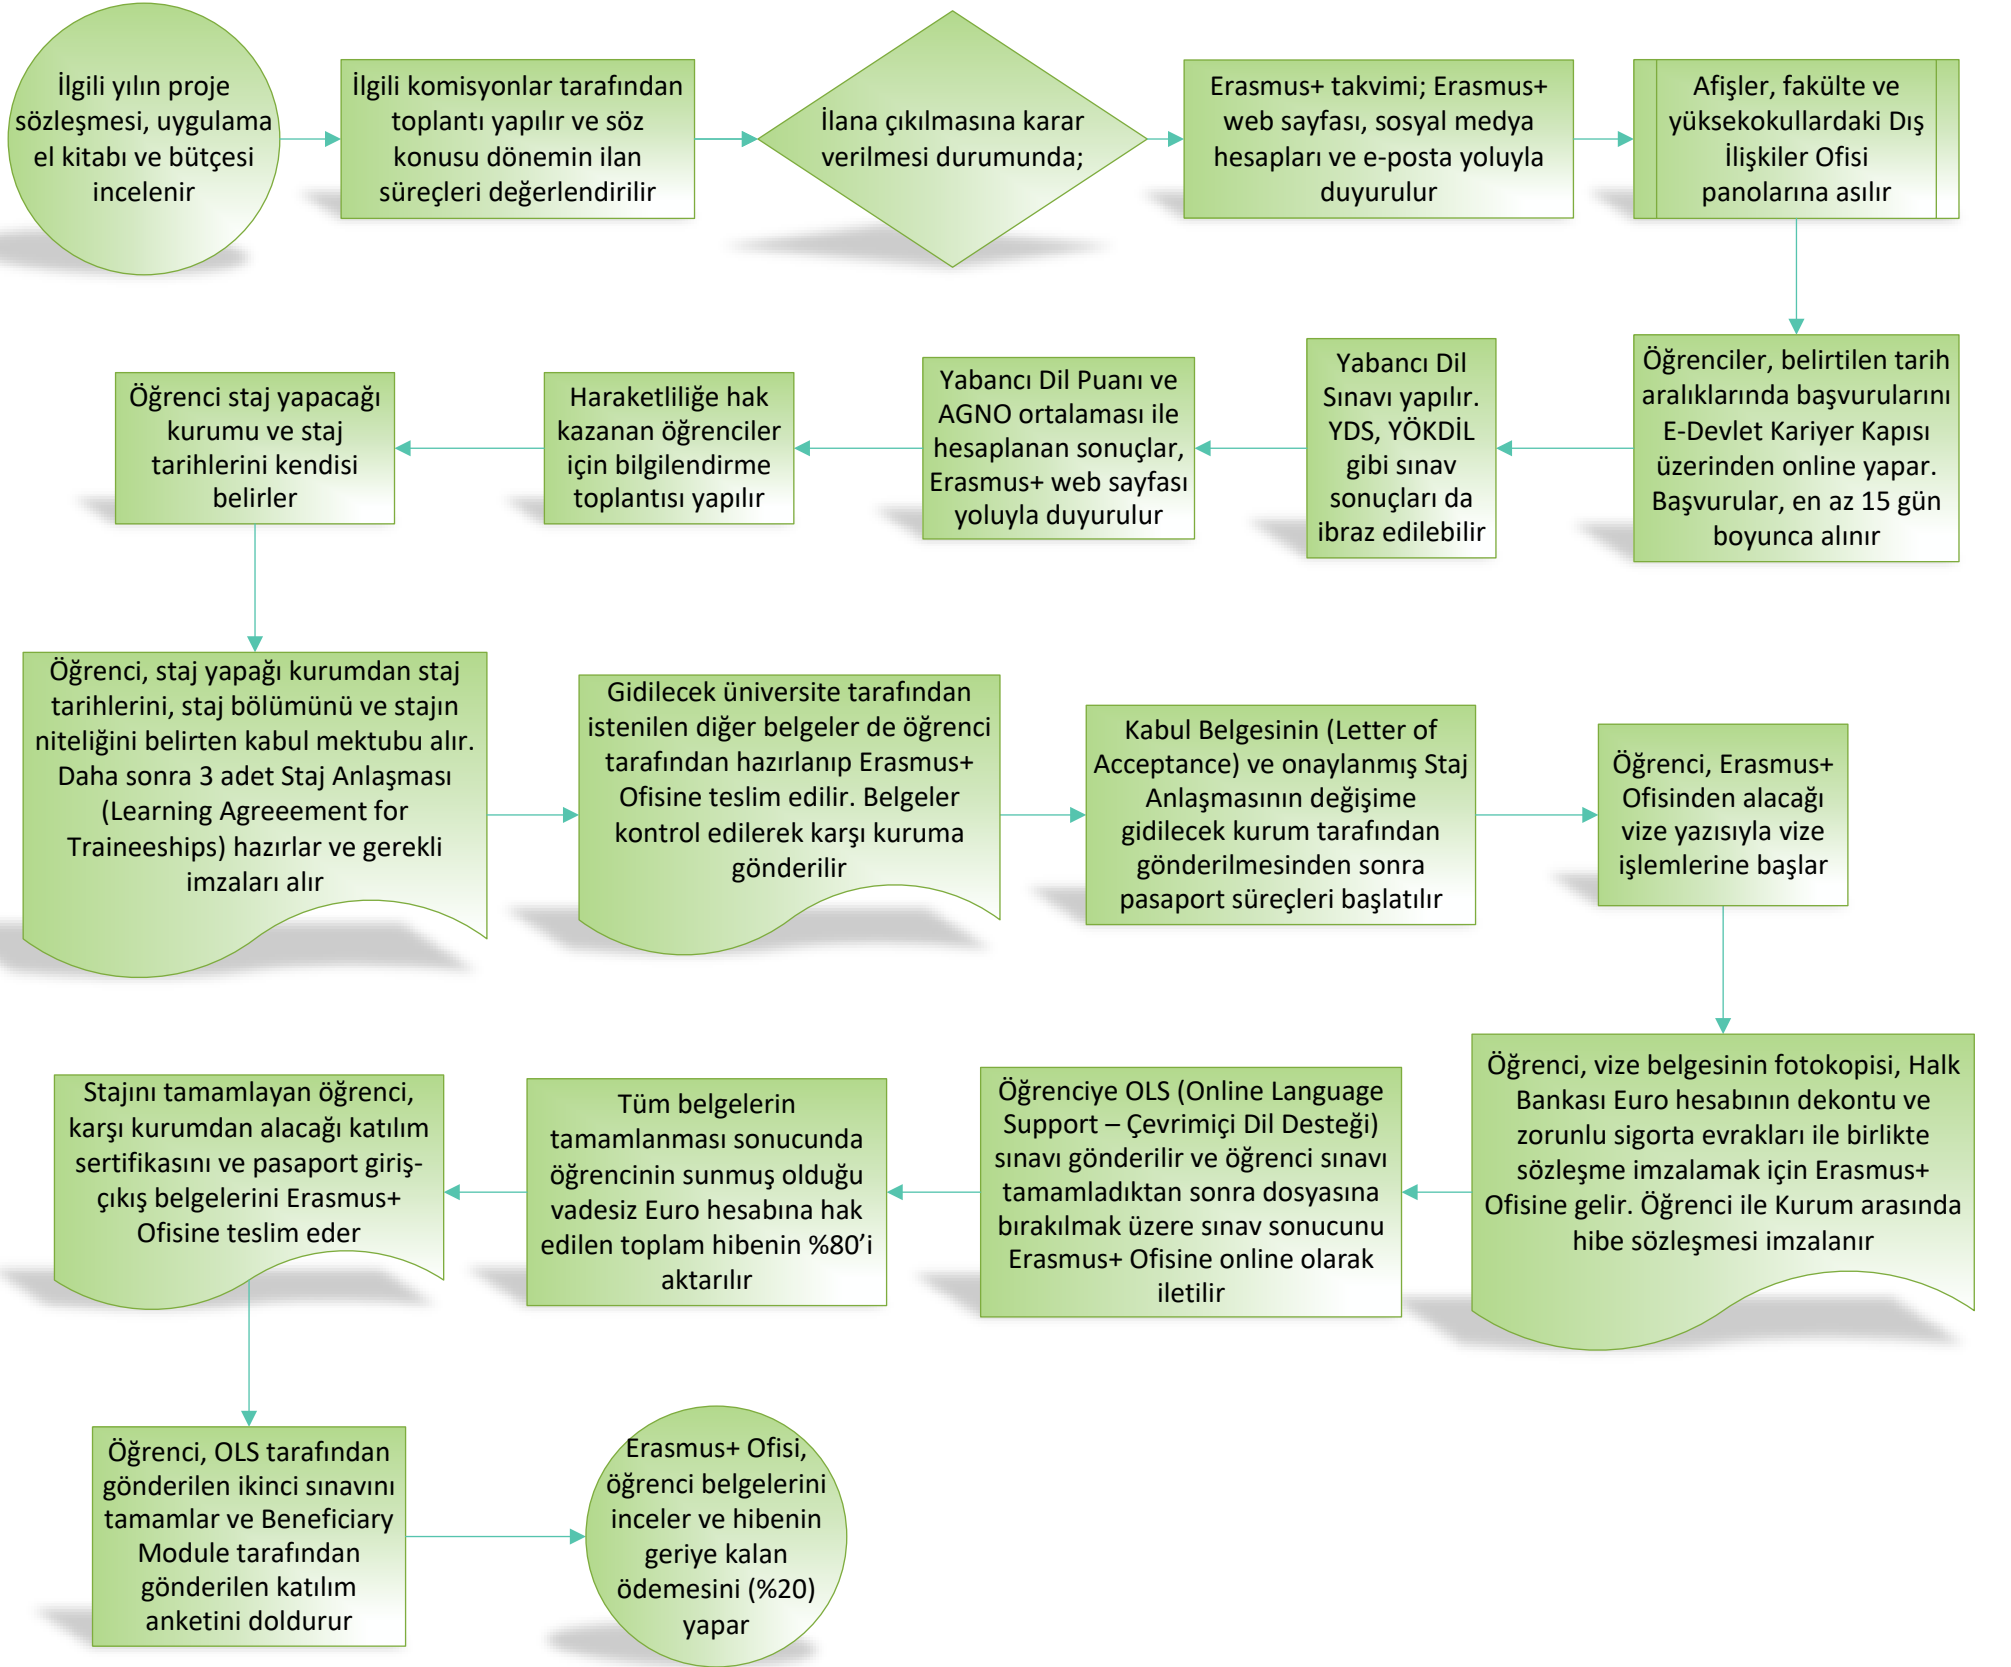 İlgili yılın proje
sözleşmesi, uygulama
el kitabı ve bütçesi
incelenir
İlgili komisyonlar tarafından
toplantı yapılır ve söz
konusu dönemin ilan
süreçleri değerlendirilir
İlana çıkılmasına karar
verilmesi durumunda;
Erasmus+ takvimi; Erasmus+
web sayfası, sosyal medya
hesapları ve e-posta yoluyla
duyurulur
Afişler, fakülte ve
yüksekokullardaki Dış
İlişkiler Ofisi
panolarına asılır
Öğrenciler, belirtilen tarih
aralıklarında başvurularını
E-Devlet Kariyer Kapısı
üzerinden online yapar.
Başvurular, en az 15 gün
boyunca alınır
Yabancı Dil
Sınavı yapılır.
YDS, YÖKDİL
gibi sınav
sonuçları da
ibraz edilebilir
Yabancı Dil Puanı ve
AGNO ortalaması ile
hesaplanan sonuçlar,
Erasmus+ web sayfası
yoluyla duyurulur
Haraketliliğe hak
kazanan öğrenciler
için bilgilendirme
toplantısı yapılır
Öğrenci staj yapacağı
kurumu ve staj
tarihlerini kendisi
belirler
Öğrenci, staj yapağı kurumdan staj
tarihlerini, staj bölümünü ve stajın
niteliğini belirten kabul mektubu alır.
Daha sonra 3 adet Staj Anlaşması
(Learning Agreeement for
Traineeships) hazırlar ve gerekli
imzaları alır
Gidilecek üniversite tarafından
istenilen diğer belgeler de öğrenci
tarafından hazırlanıp Erasmus+
Ofisine teslim edilir. Belgeler
kontrol edilerek karşı kuruma
gönderilir
Kabul Belgesinin (Letter of
Acceptance) ve onaylanmış Staj
Anlaşmasının değişime
gidilecek kurum tarafından
gönderilmesinden sonra
pasaport süreçleri başlatılır
Öğrenci, Erasmus+
Ofisinden alacağı
vize yazısıyla vize
işlemlerine başlar
Öğrenci, vize belgesinin fotokopisi, Halk
Bankası Euro hesabının dekontu ve
zorunlu sigorta evrakları ile birlikte
sözleşme imzalamak için Erasmus+
Ofisine gelir. Öğrenci ile Kurum arasında
hibe sözleşmesi imzalanır
Öğrenciye OLS (Online Language
Support – Çevrimiçi Dil Desteği)
sınavı gönderilir ve öğrenci sınavı
tamamladıktan sonra dosyasına
bırakılmak üzere sınav sonucunu
Erasmus+ Ofisine online olarak
iletilir
Tüm belgelerin
tamamlanması sonucunda
öğrencinin sunmuş olduğu
vadesiz Euro hesabına hak
edilen toplam hibenin %80’i
aktarılır
Stajını tamamlayan öğrenci,
karşı kurumdan alacağı katılım
sertifikasını ve pasaport giriş-
çıkış belgelerini Erasmus+
Ofisine teslim eder
Öğrenci, OLS tarafından
gönderilen ikinci sınavını
tamamlar ve Beneficiary
Module tarafından
gönderilen katılım
anketini doldurur
Erasmus+ Ofisi,
öğrenci belgelerini
inceler ve hibenin
geriye kalan
ödemesini (%20)
yapar